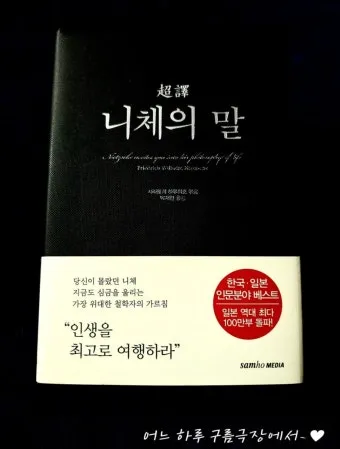 超譯
니체의 말
Nietzsche invites you into his philosophy of life
Friedrich Wilhelm Nietzsche
시라토리 하루히코 엮음
박재현 옮김
당신이 몰랐던 니체
지금도 심금을 울리는
가장 위대한 철학자의 가르침
“인생을
최고로 여행하라”
한국·일본
인문분야 베스트
일본 역대 최다
100만부 돌파!
samho MEDIA
어느 하루 구름극장에서~♥